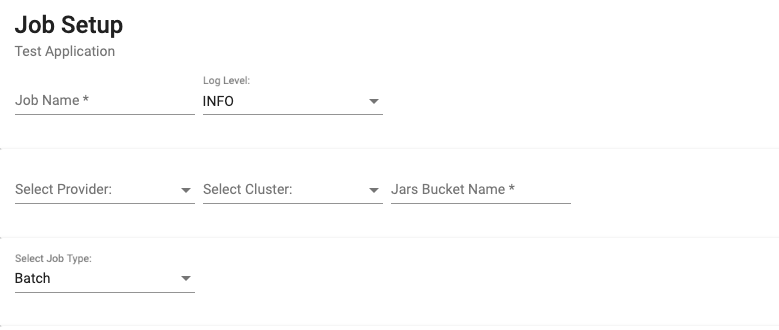 Job Setup
Test Application
Log Level:
Job Name * INFO
Select Provider: Select Cluster: Jars Bucket Name *
Select Job Type:
Batch